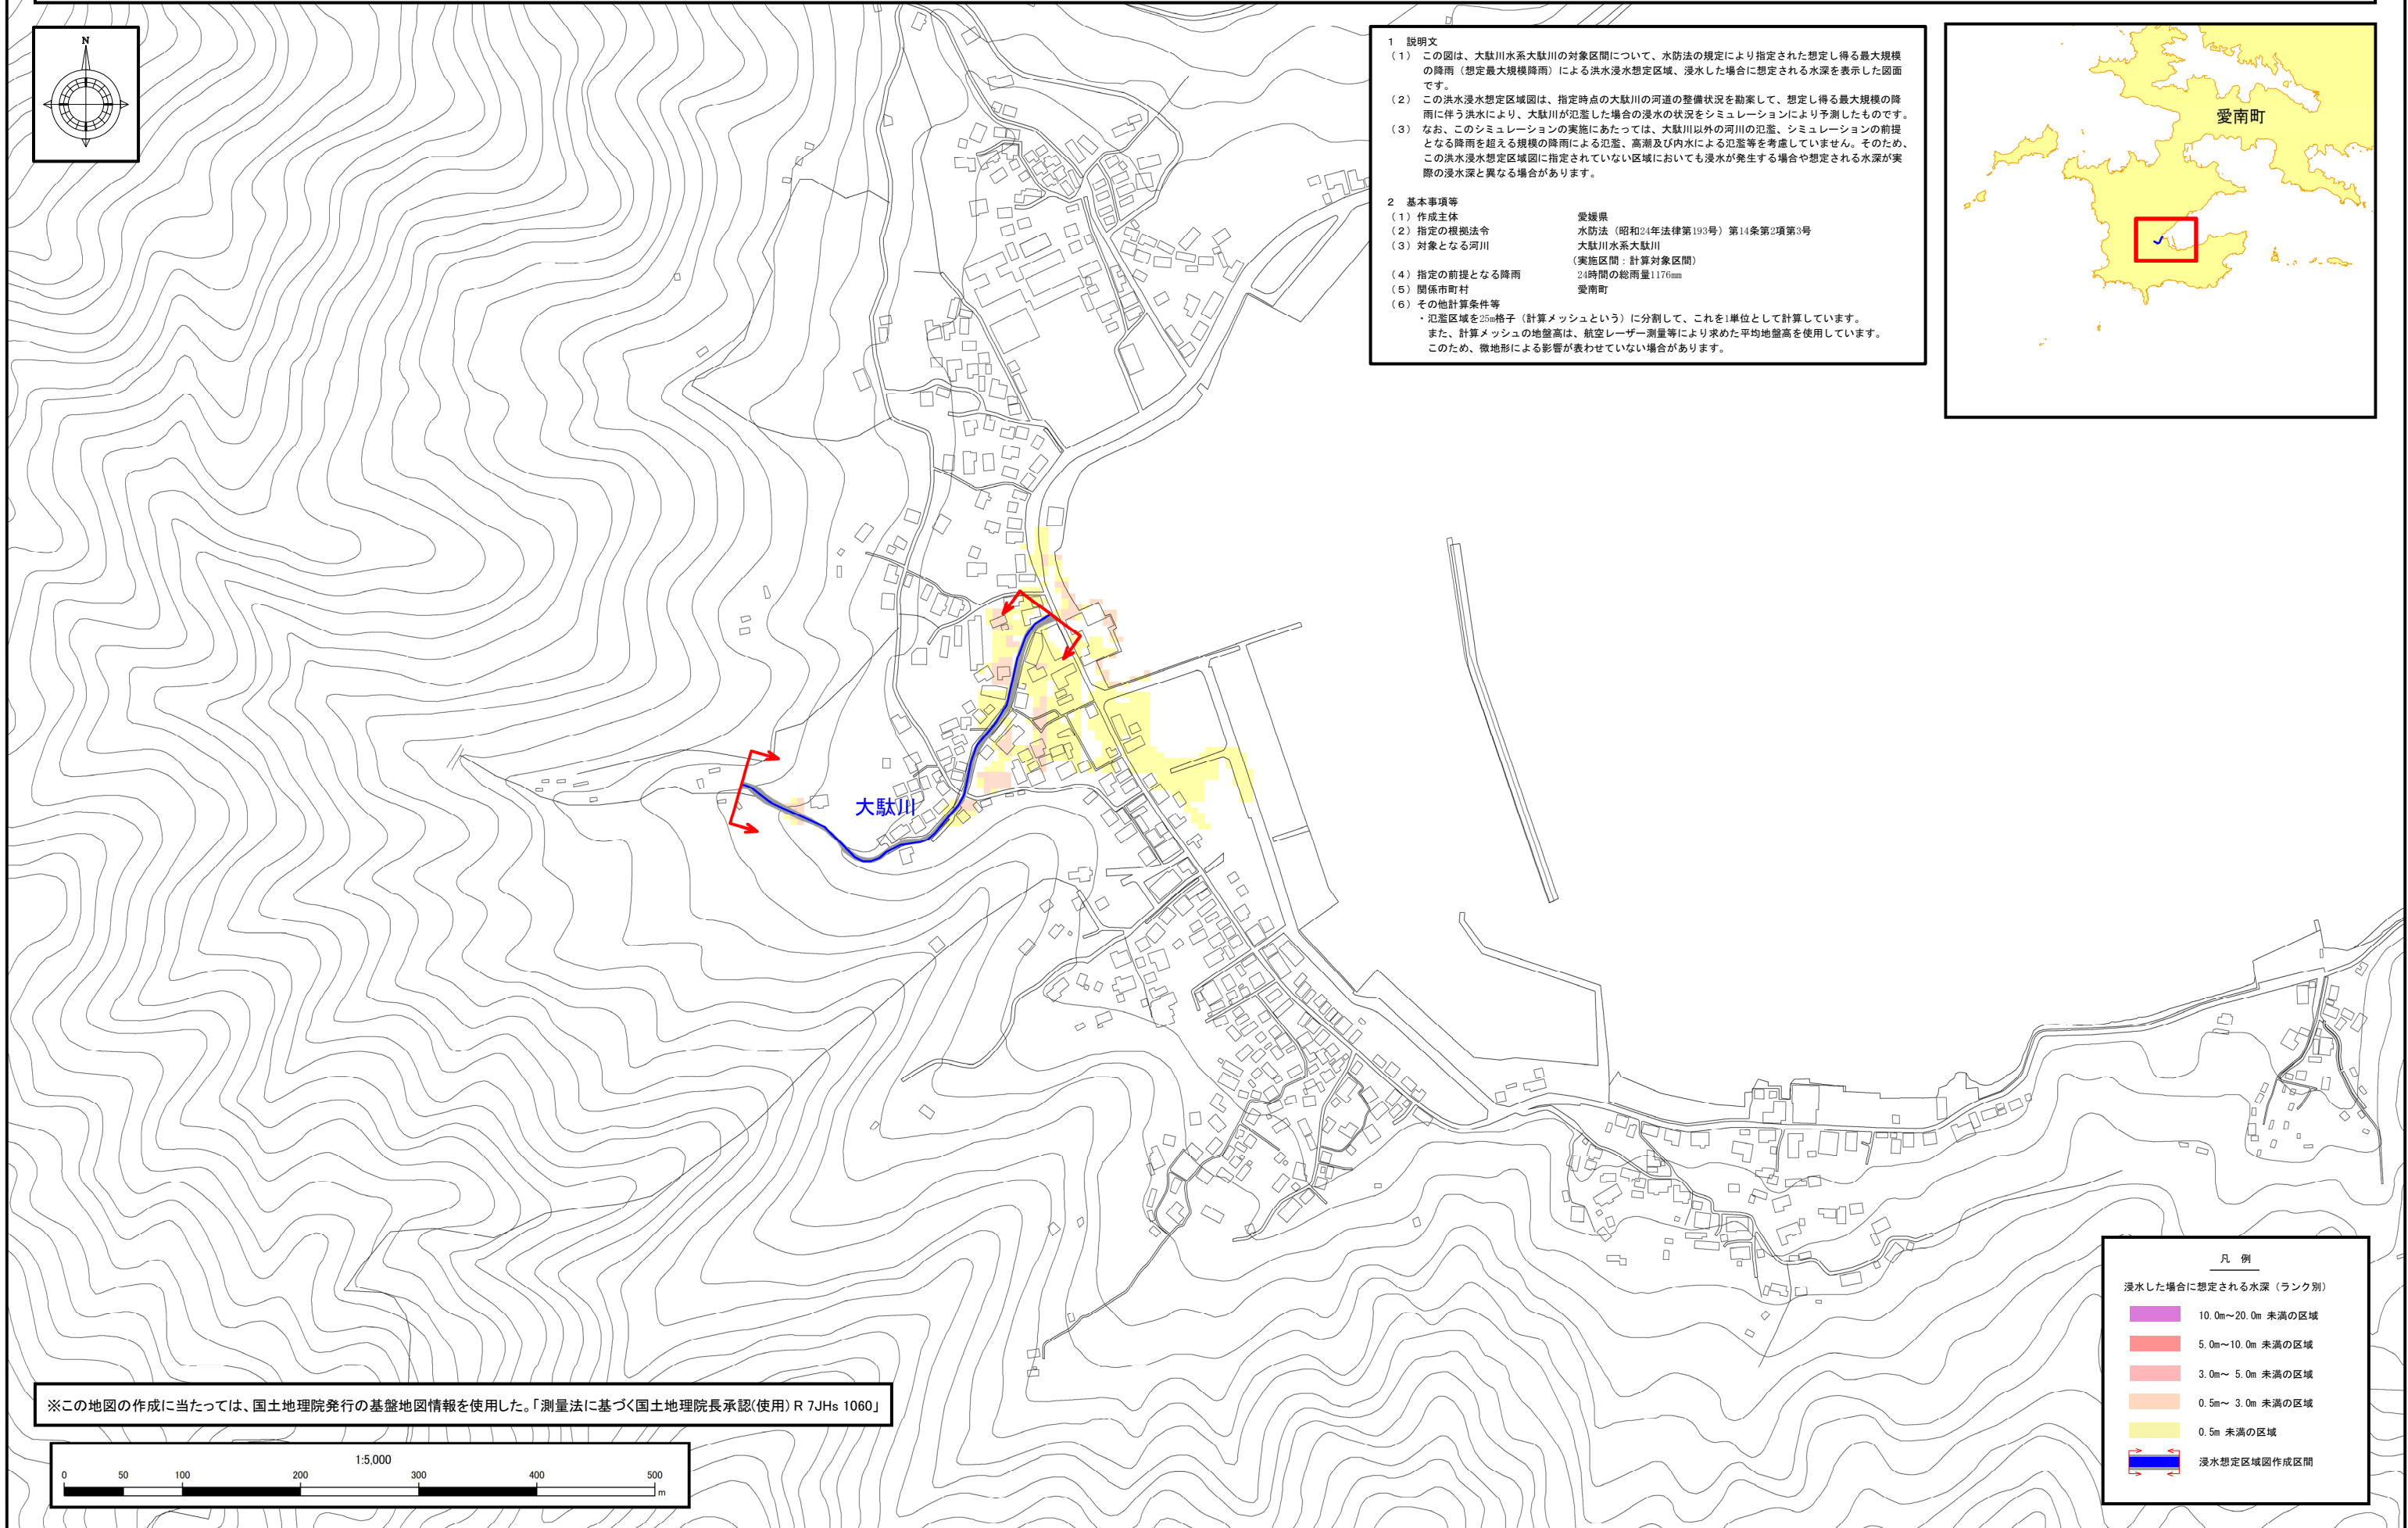 N
1 説明文
（1） この図は、大駄川水系大駄川の対象区間について、水防法の規定により指定された想定し得る最大規模
の降雨（想定最大規模降雨）による洪水浸水想定区域、浸水した場合に想定される水深を表示した図面
です。
（2） この洪水浸水想定区域図は、指定時点の大駄川の河道の整備状況を勘案して、想定し得る最大規模の降
雨に伴う洪水により、大駄川が氾濫した場合の浸水の状況をシミュレーションにより予測したものです。
（3） なお、このシミュレーションの実施にあたっては、大駄川以外の河川の氾濫、シミュレーションの前提
となる降雨を超える規模の降雨による氾濫、高潮及び内水による氾濫等を考慮していません。そのため、
この洪水浸水想定区域図に指定されていない区域においても浸水が発生する場合や想定される水深が実
際の浸水深と異なる場合があります。
2 基本事項等
（1）作成主体 愛媛県
（2）指定の根拠法令 水防法（昭和24年法律第193号）第14条第2項第3号
（3）対象となる河川 大駄川水系大駄川
（実施区間：計算対象区間）
（4）指定の前提となる降雨 24時間の総雨量1176mm
（5）関係市町村 愛南町
（6）その他計算条件等
・氾濫区域を25m格子（計算メッシュという）に分割して、これを1単位として計算しています。
また、計算メッシュの地盤高は、航空レーザー測量等により求めた平均地盤高を使用しています。
このため、微地形による影響が表わせていない場合があります。
愛南町
大駄川
凡 例
浸水した場合に想定される水深（ランク別）
10.0m～20.0m 未満の区域
5.0m～10.0m 未満の区域
3.0m～ 5.0m 未満の区域
0.5m～ 3.0m 未満の区域
0.5m 未満の区域
浸水想定区域図作成区間
※この地図の作成に当たっては、国土地理院発行の基盤地図情報を使用した。「測量法に基づく国土地理院長承認(使用) R 7JHs 1060」
1:5,000
0 50 100 200 300 400 500
m